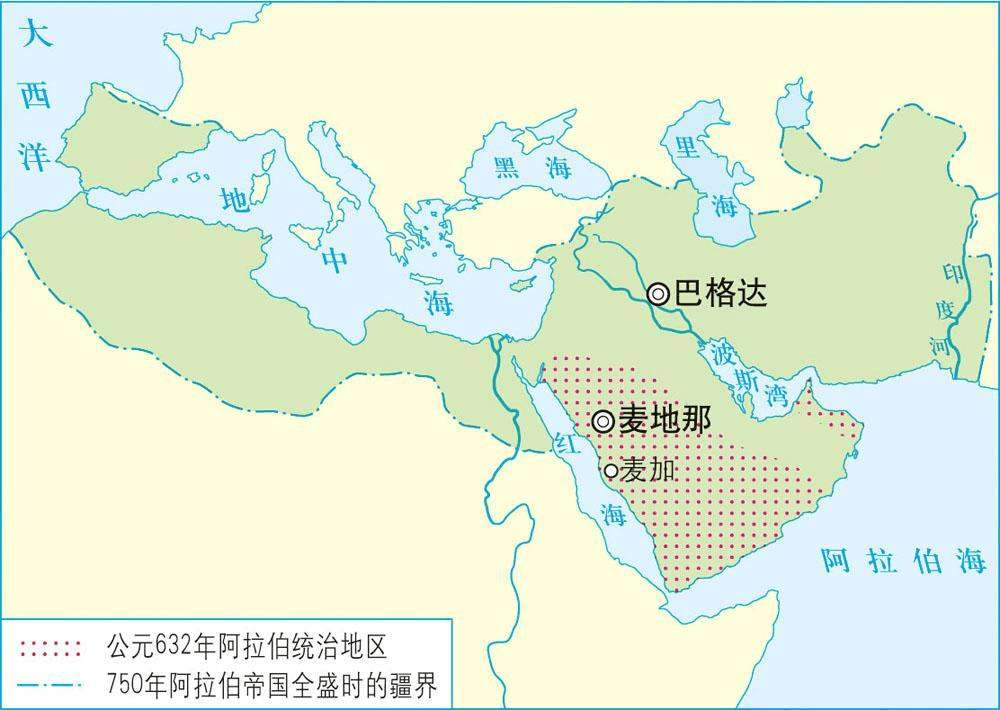 大西洋
黑海
里海
地中海
巴格达
印度河
波斯湾
麦地那
红海
麦加
阿拉伯海
公元632年阿拉伯统治地区
750年阿拉伯帝国全盛时的疆界